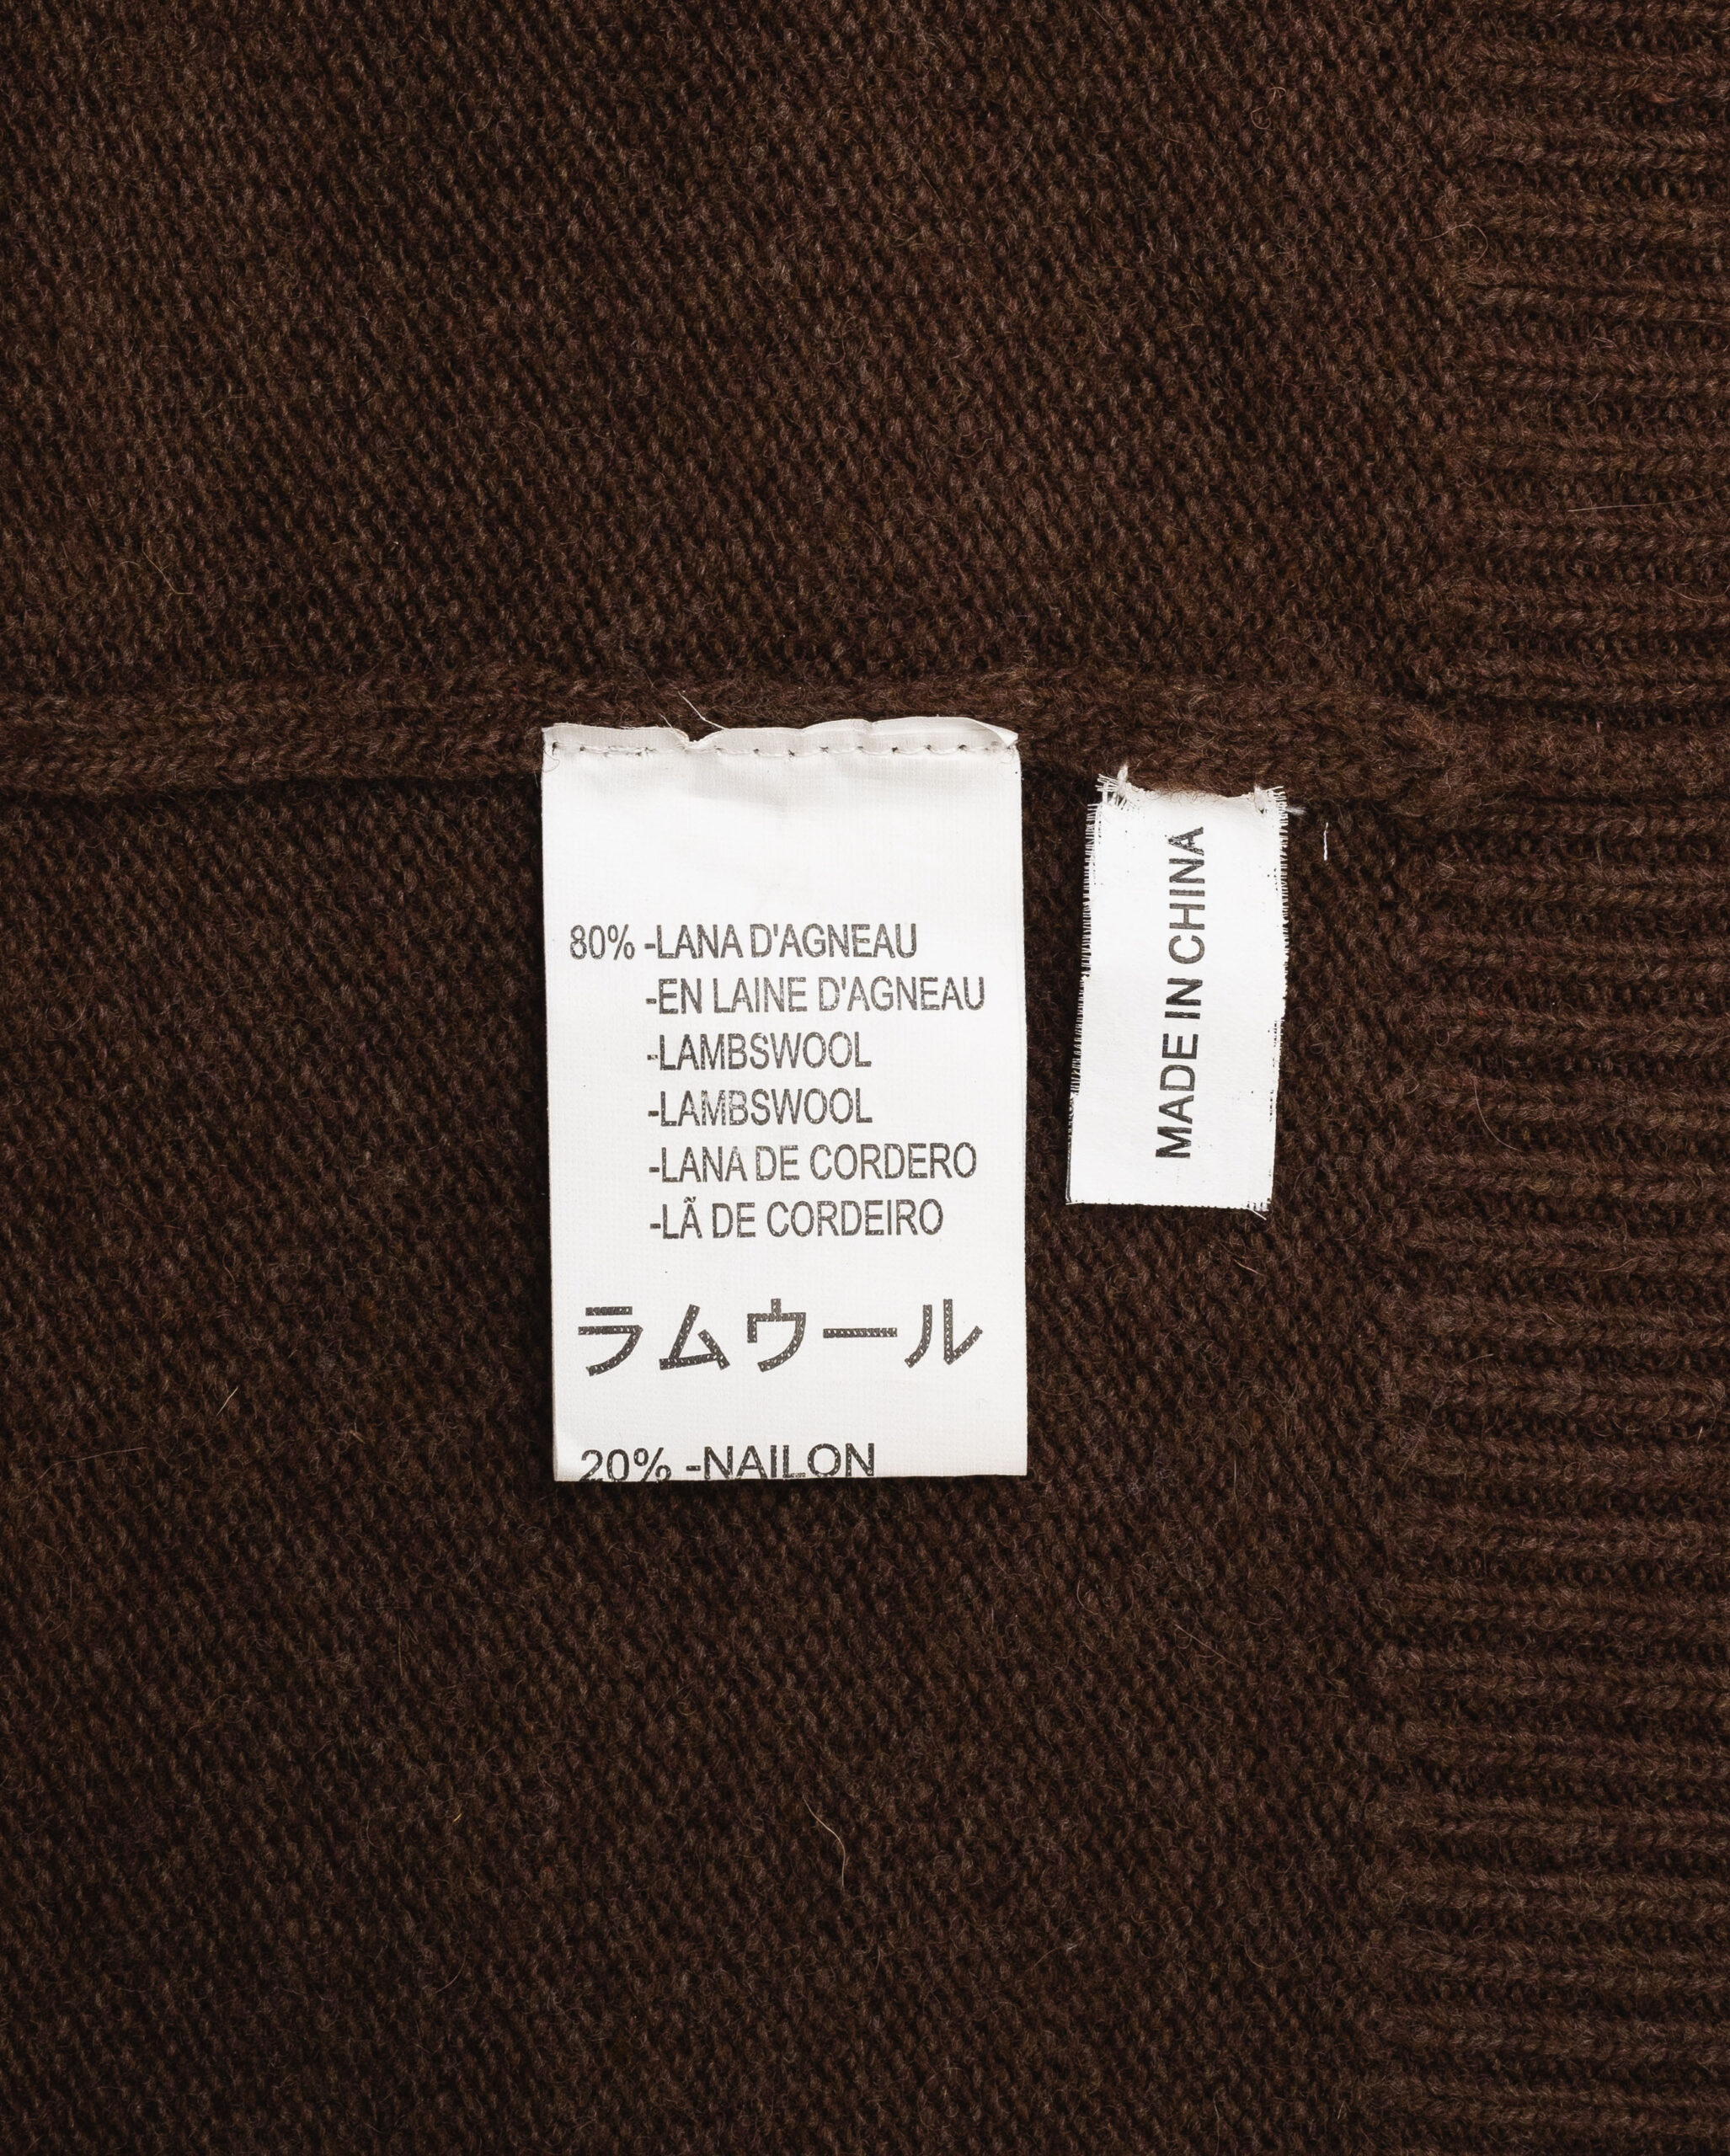 80% -LANA D'AGNEAU
-EN LAINE D'AGNEAU
-LAMBSWOOL
-LAMBSWOOL
-LANA DE CORDERO
-LÃ DE CORDEIRO
ラムウール
20% -NAILON
MADE IN CHINA